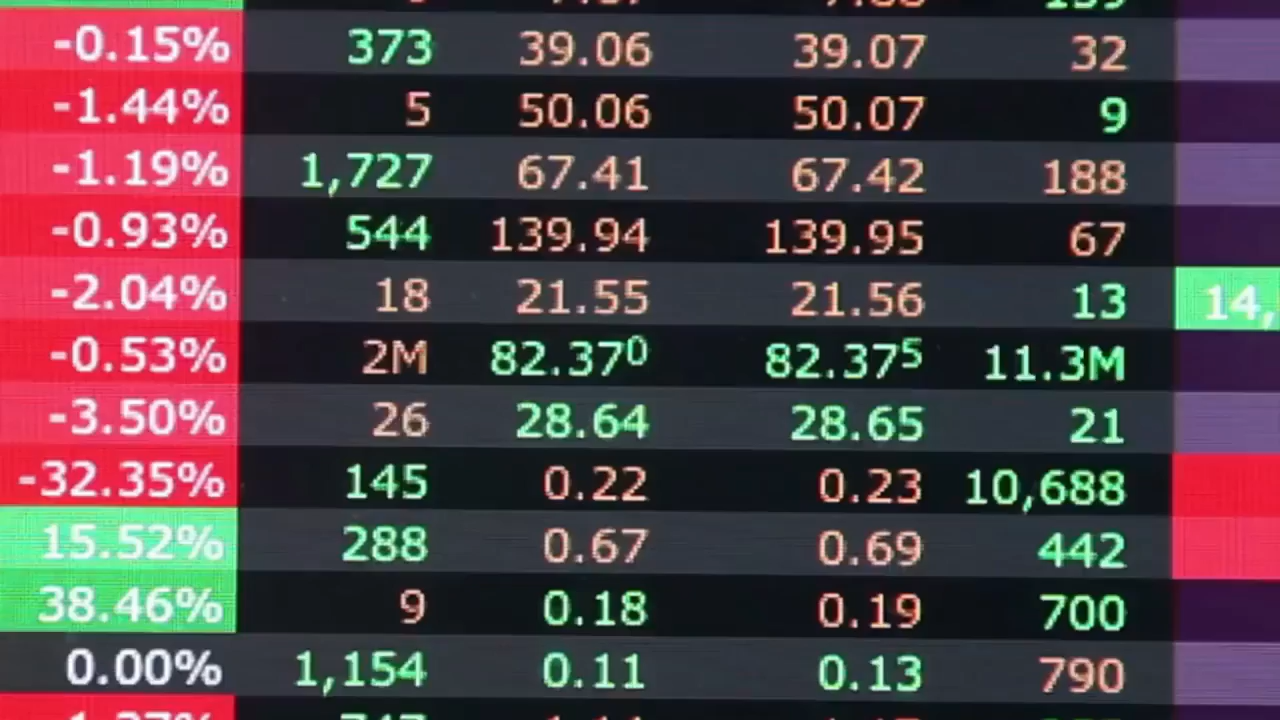 -0.15% 373 39.06 39.07 32
-1.44% 5 50.06 50.07 9
-1.19% 1,727 67.41 67.42 188
-0.93% 544 139.94 139.95 67
-2.04% 18 21.55 21.56 13 14,
-0.53% 2M 82.37⁰ 82.37⁵ 11.3M
-3.50% 26 28.64 28.65 21
-32.35% 145 0.22 0.23 10,688
15.52% 288 0.67 0.69 442
38.46% 9 0.18 0.19 700
0.00% 1,154 0.11 0.13 790